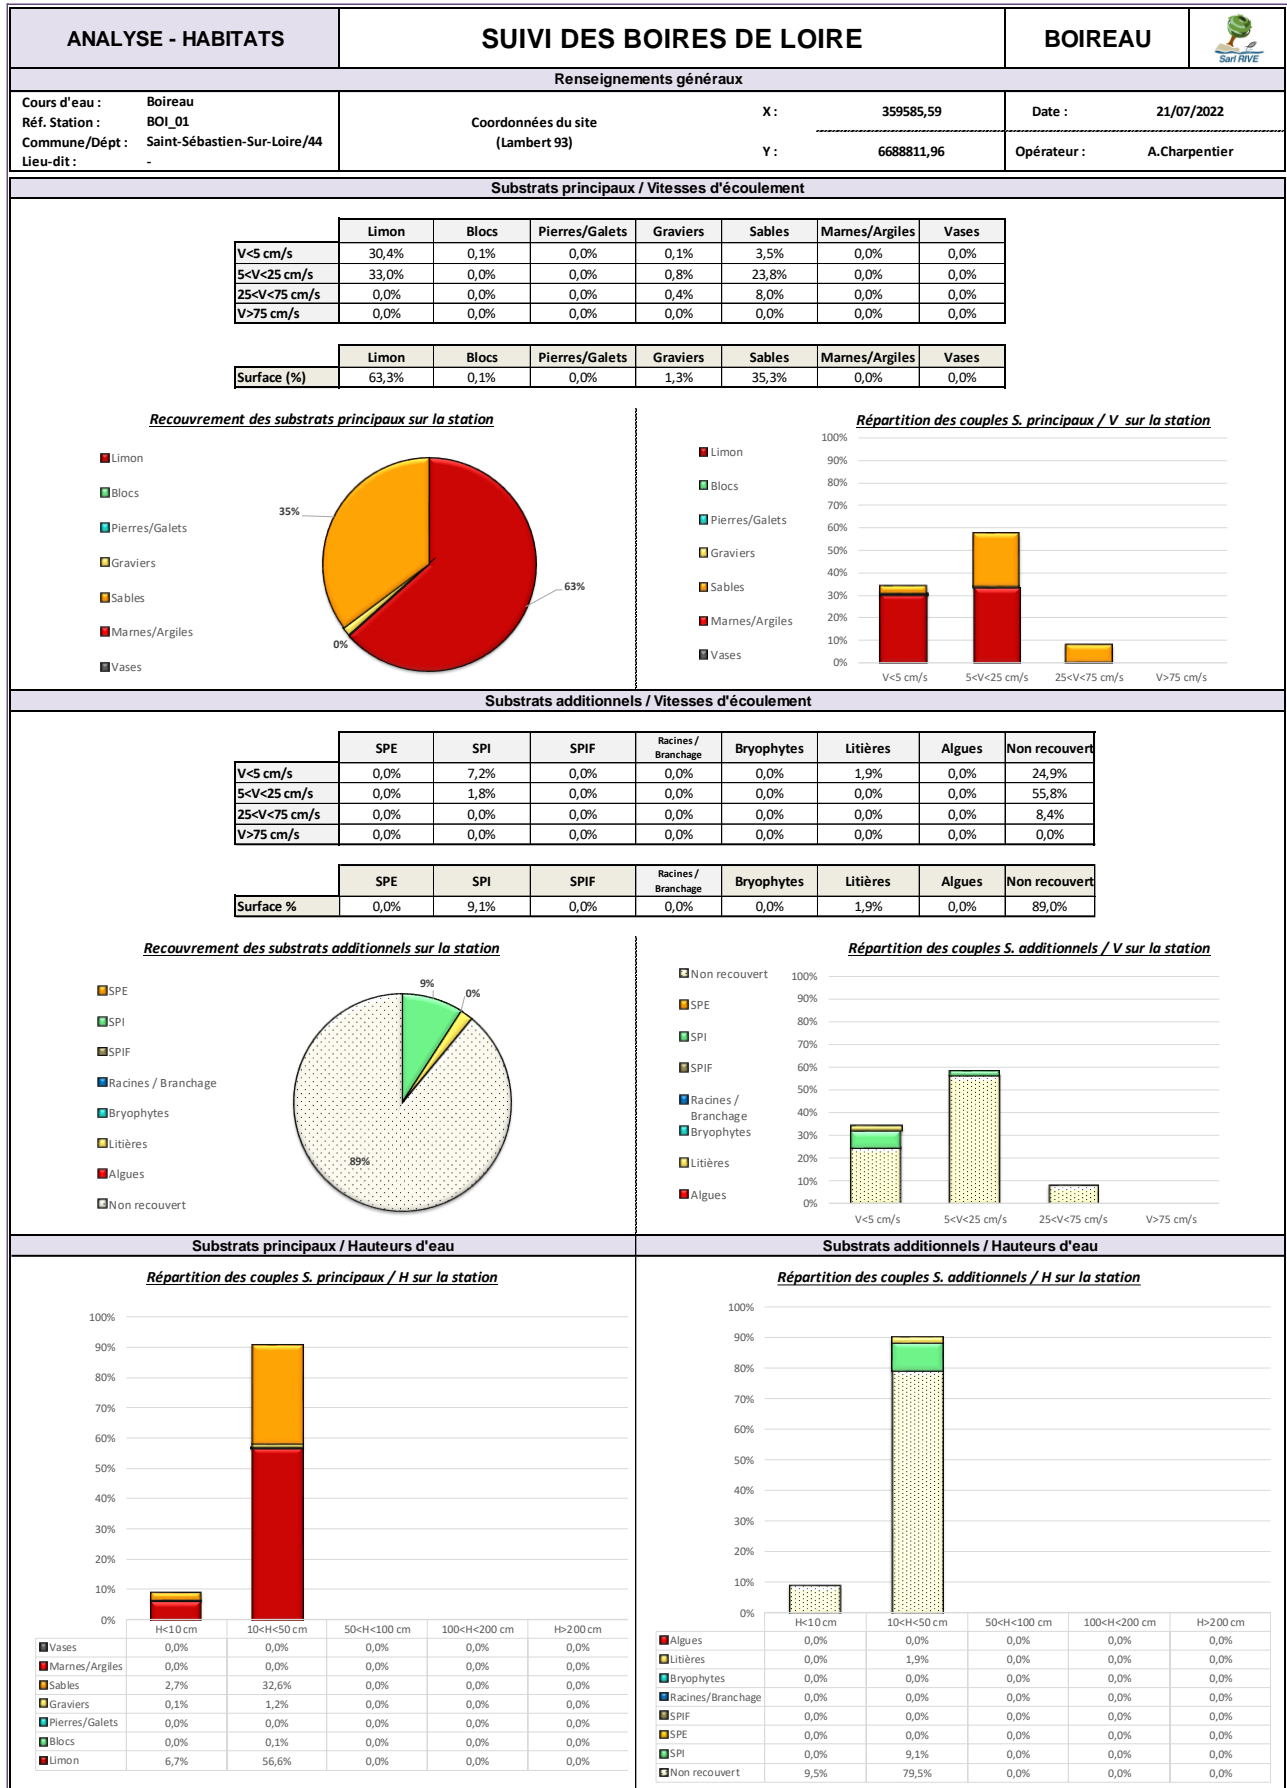 ANALYSE - HABITATS
SUIVI DES BOIRES DE LOIRE
BOIREAU
Sarl RIVE
Renseignements généraux
Cours d'eau : Boireau
Réf. Station : BOI_01
Commune/Dépt : Saint-Sébastien-Sur-Loire/44
Lieu-dit : -
Coordonnées du site
(Lambert 93)
X : 359585,59
Y : 6688811,96
Date : 21/07/2022
Opérateur : A.Charpentier
Substrats principaux / Vitesses d'écoulement
Limon Blocs Pierres/Galets Graviers Sables Marnes/Argiles Vases
V<5 cm/s 30,4% 0,1% 0,0% 0,1% 3,5% 0,0% 0,0%
5<V<25 cm/s 33,0% 0,0% 0,0% 0,8% 23,8% 0,0% 0,0%
25<V<75 cm/s 0,0% 0,0% 0,0% 0,4% 8,0% 0,0% 0,0%
V>75 cm/s 0,0% 0,0% 0,0% 0,0% 0,0% 0,0% 0,0%
Limon Blocs Pierres/Galets Graviers Sables Marnes/Argiles Vases
Surface (%) 63,3% 0,1% 0,0% 1,3% 35,3% 0,0% 0,0%
Recouvrement des substrats principaux sur la station
Limon
Blocs
Pierres/Galets
Graviers
Sables
Marnes/Argiles
Vases
35%
63%
0%
Répartition des couples S. principaux / V sur la station
Limon
Blocs
Pierres/Galets
Graviers
Sables
Marnes/Argiles
Vases
100%
90%
80%
70%
60%
50%
40%
30%
20%
10%
0%
V<5 cm/s 5<V<25 cm/s 25<V<75 cm/s V>75 cm/s
Substrats additionnels / Vitesses d'écoulement
SPE SPI SPIF Racines / Branchage Bryophytes Litières Algues Non recouvert
V<5 cm/s 0,0% 7,2% 0,0% 0,0% 0,0% 1,9% 0,0% 24,9%
5<V<25 cm/s 0,0% 1,8% 0,0% 0,0% 0,0% 0,0% 0,0% 55,8%
25<V<75 cm/s 0,0% 0,0% 0,0% 0,0% 0,0% 0,0% 0,0% 8,4%
V>75 cm/s 0,0% 0,0% 0,0% 0,0% 0,0% 0,0% 0,0% 0,0%
SPE SPI SPIF Racines / Branchage Bryophytes Litières Algues Non recouvert
Surface % 0,0% 9,1% 0,0% 0,0% 0,0% 1,9% 0,0% 89,0%
Recouvrement des substrats additionnels sur la station
SPE
SPI
SPIF
Racines / Branchage
Bryophytes
Litières
Algues
Non recouvert
9%
0%
89%
Répartition des couples S. additionnels / V sur la station
Non recouvert
SPE
SPI
SPIF
Racines /
Branchage
Bryophytes
Litières
Algues
100%
90%
80%
70%
60%
50%
40%
30%
20%
10%
0%
V<5 cm/s 5<V<25 cm/s 25<V<75 cm/s V>75 cm/s
Substrats principaux / Hauteurs d'eau
Répartition des couples S. principaux / H sur la station
100%
90%
80%
70%
60%
50%
40%
30%
20%
10%
0%
H<10 cm 10<H<50 cm 50<H<100 cm 100<H<200 cm H>200 cm
Vases 0,0% 0,0% 0,0% 0,0% 0,0%
Marnes/Argiles 0,0% 0,0% 0,0% 0,0% 0,0%
Sables 2,7% 32,6% 0,0% 0,0% 0,0%
Graviers 0,1% 1,2% 0,0% 0,0% 0,0%
Pierres/Galets 0,0% 0,0% 0,0% 0,0% 0,0%
Blocs 0,0% 0,1% 0,0% 0,0% 0,0%
Limon 6,7% 56,6% 0,0% 0,0% 0,0%
Substrats additionnels / Hauteurs d'eau
Répartition des couples S. additionnels / H sur la station
100%
90%
80%
70%
60%
50%
40%
30%
20%
10%
0%
H<10 cm 10<H<50 cm 50<H<100 cm 100<H<200 cm H>200 cm
Algues 0,0% 0,0% 0,0% 0,0% 0,0%
Litières 0,0% 1,9% 0,0% 0,0% 0,0%
Bryophytes 0,0% 0,0% 0,0% 0,0% 0,0%
Racines/Branchage 0,0% 0,0% 0,0% 0,0% 0,0%
SPIF 0,0% 0,0% 0,0% 0,0% 0,0%
SPE 0,0% 0,0% 0,0% 0,0% 0,0%
SPI 0,0% 9,1% 0,0% 0,0% 0,0%
Non recouvert 9,5% 79,5% 0,0% 0,0% 0,0%